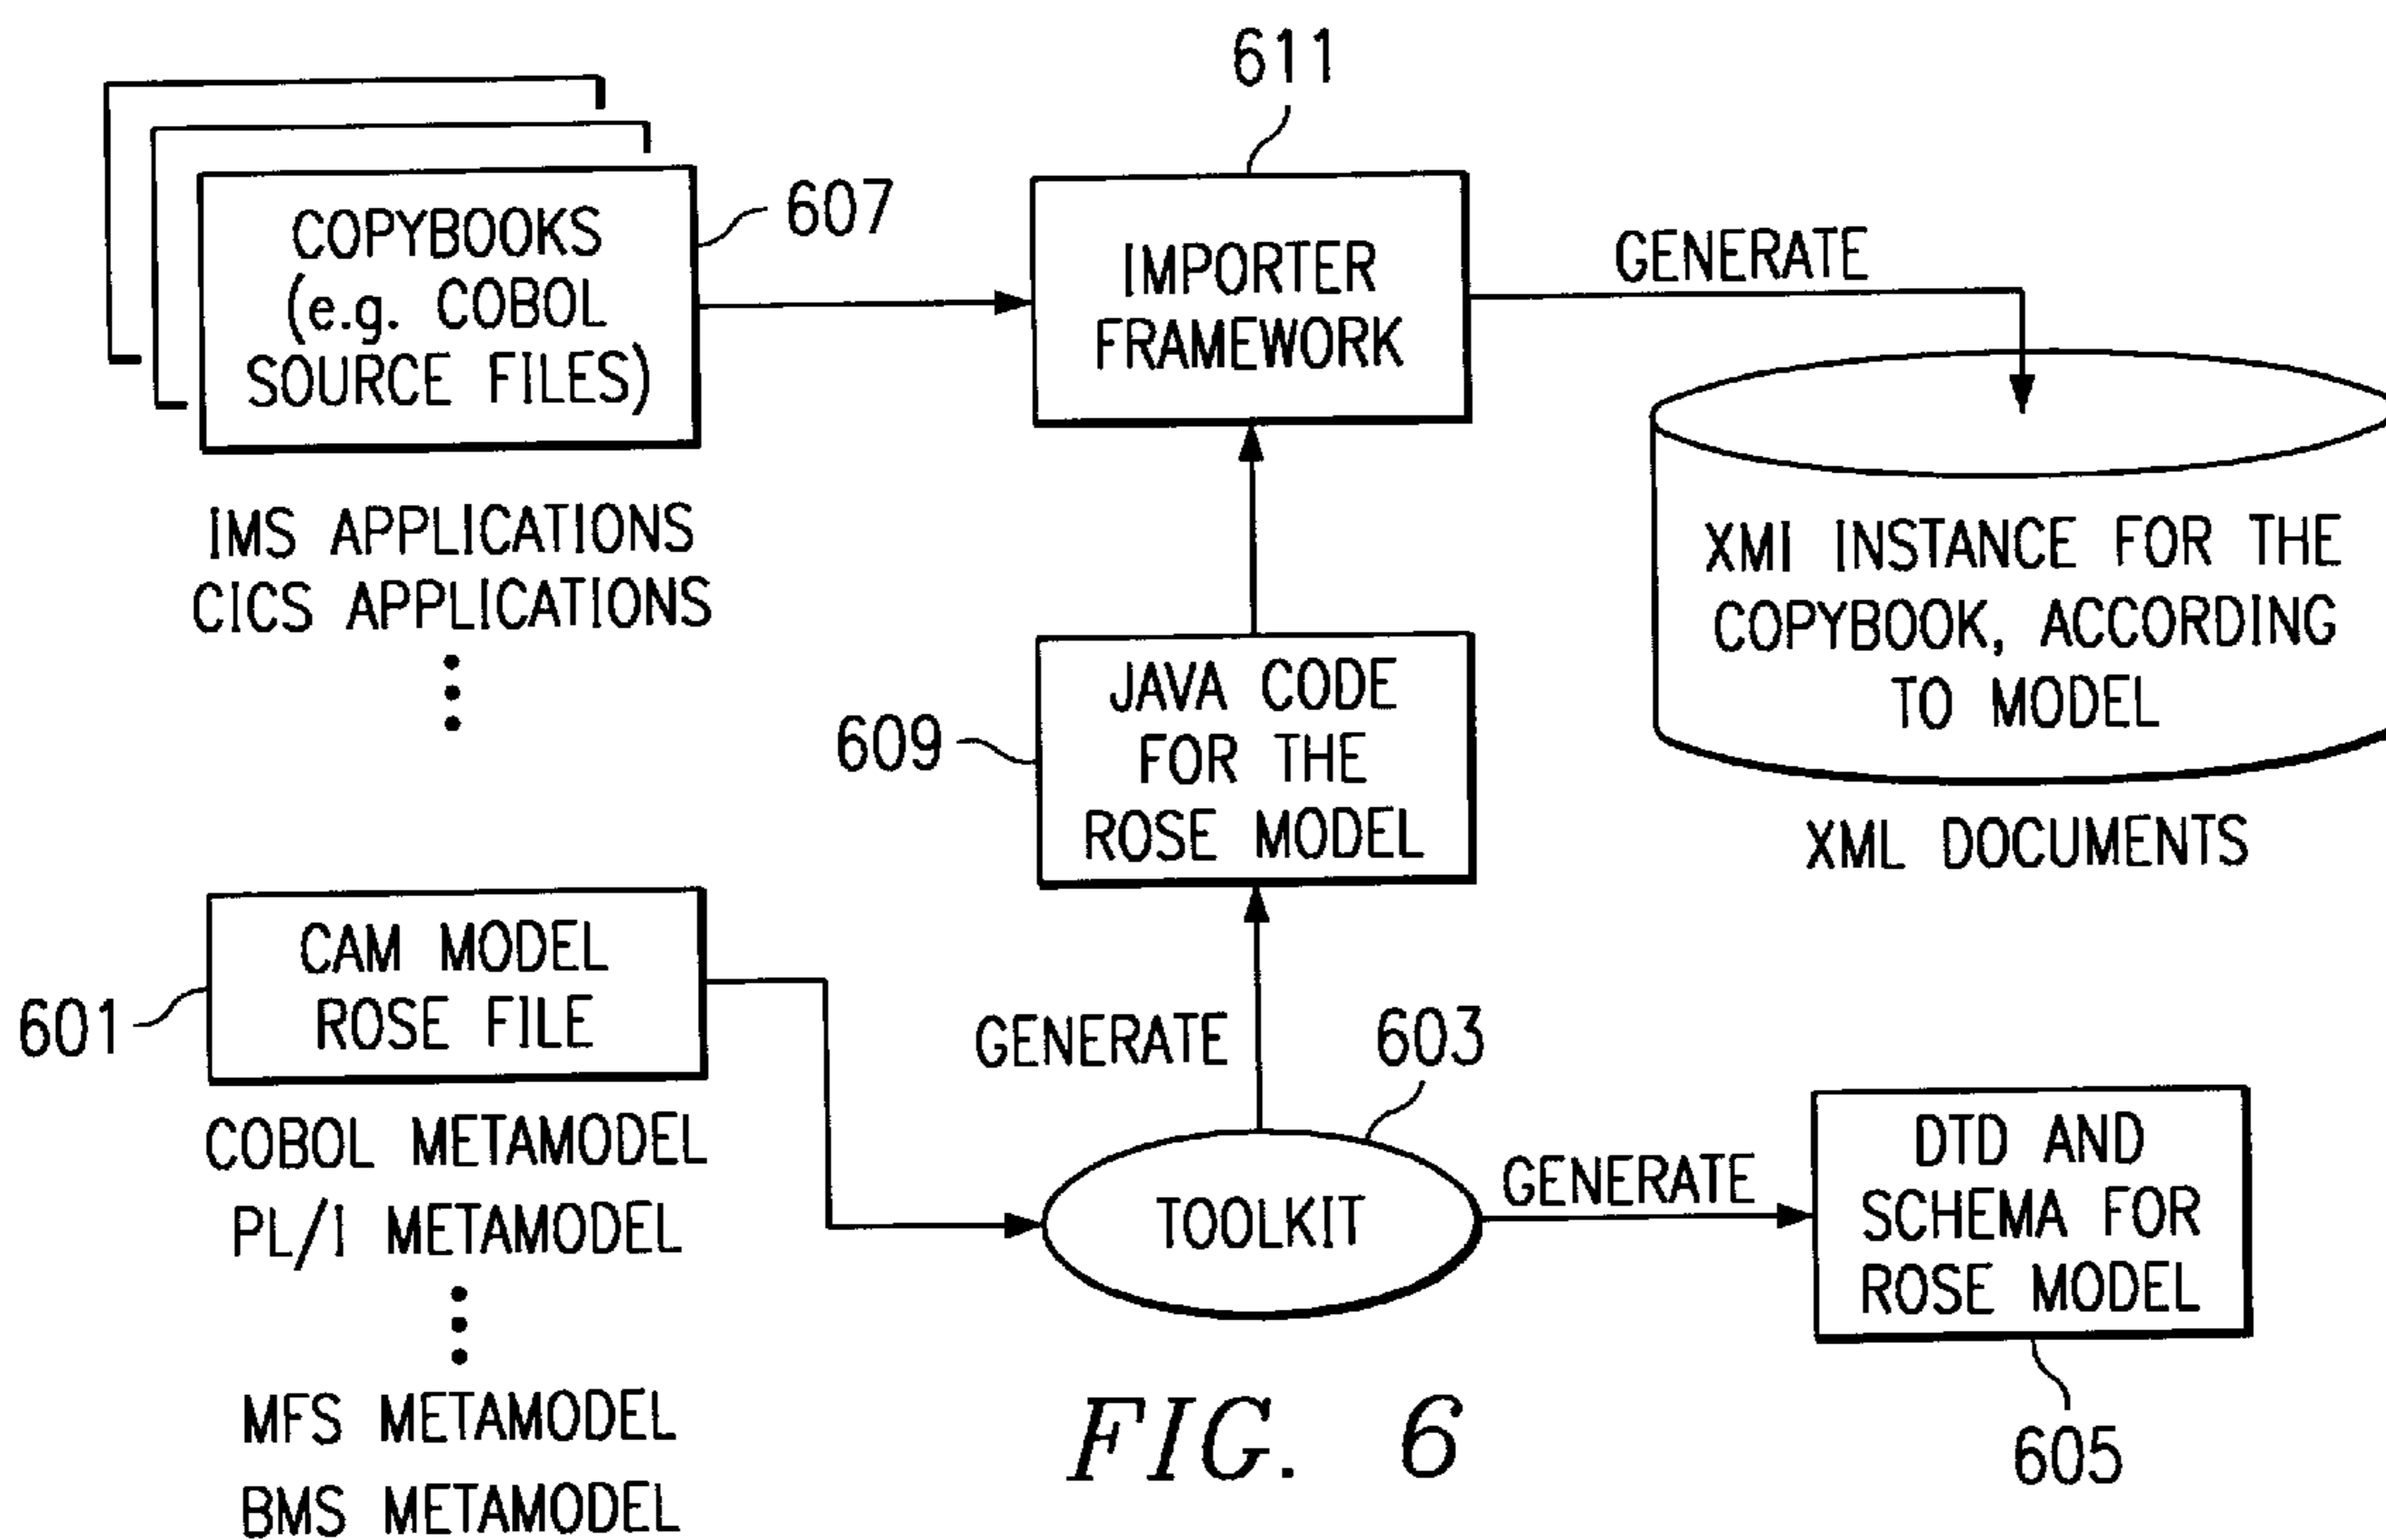 611
COPYBOOKS
(e.g. COBOL
SOURCE FILES)
607
IMPORTER
FRAMEWORK
GENERATE
IMS APPLICATIONS
CICS APPLICATIONS
XMI INSTANCE FOR THE
COPYBOOK, ACCORDING
TO MODEL
XML DOCUMENTS
609
JAVA CODE
FOR THE
ROSE MODEL
601
CAM MODEL
ROSE FILE
COBOL METAMODEL
PL/I METAMODEL
MFS METAMODEL
BMS METAMODEL
GENERATE
603
TOOLKIT
GENERATE
DTD AND
SCHEMA FOR
ROSE MODEL
605
FIG. 6